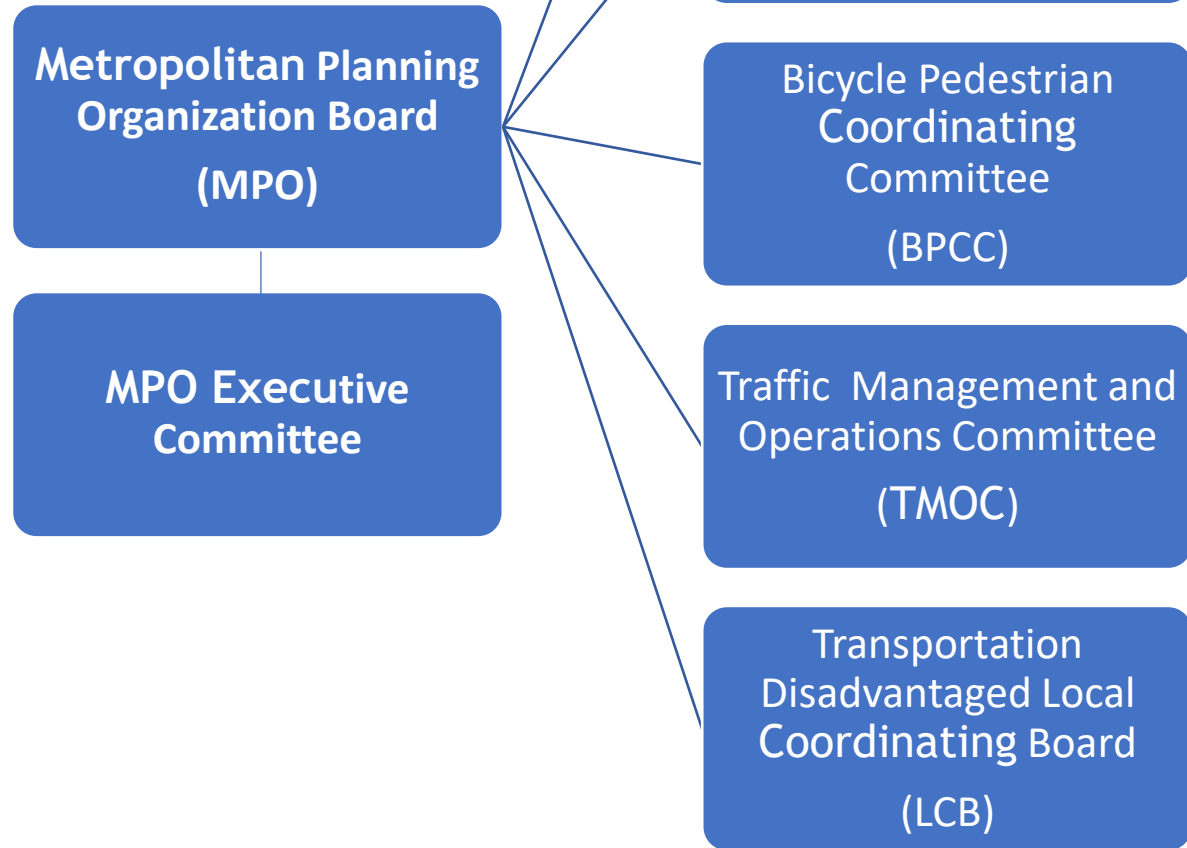 Metropolitan Planning
Organization Board
(MPO)
MPO Executive
Committee
Bicycle Pedestrian
Coordinating
Committee
(BPCC)
Traffic Management and
Operations Committee
(TMOC)
Transportation
Disadvantaged Local
Coordinating Board
(LCB)